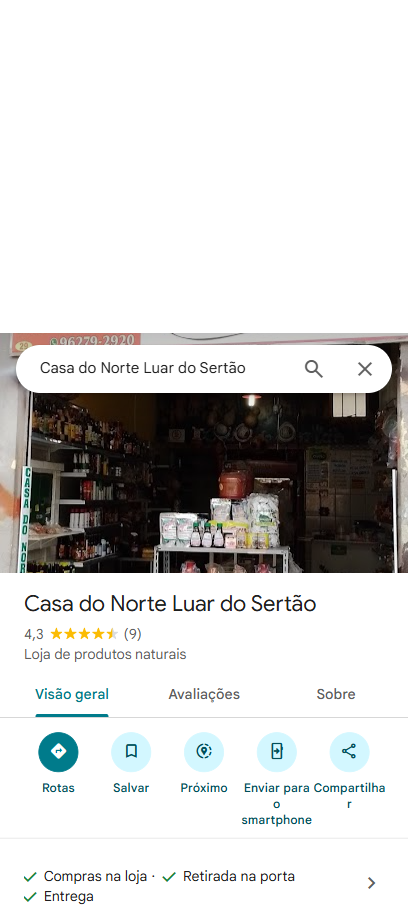 96279-2920
Casa do Norte Luar do Sertão
CASA DO NOR
Casa do Norte Luar do Sertão
4,3 (9)
Loja de produtos naturais
Visão geral Avaliações Sobre
Rotas Salvar Próximo Enviar para o smartphone Compartilhar
Compras na loja · Retirada na porta
Entrega